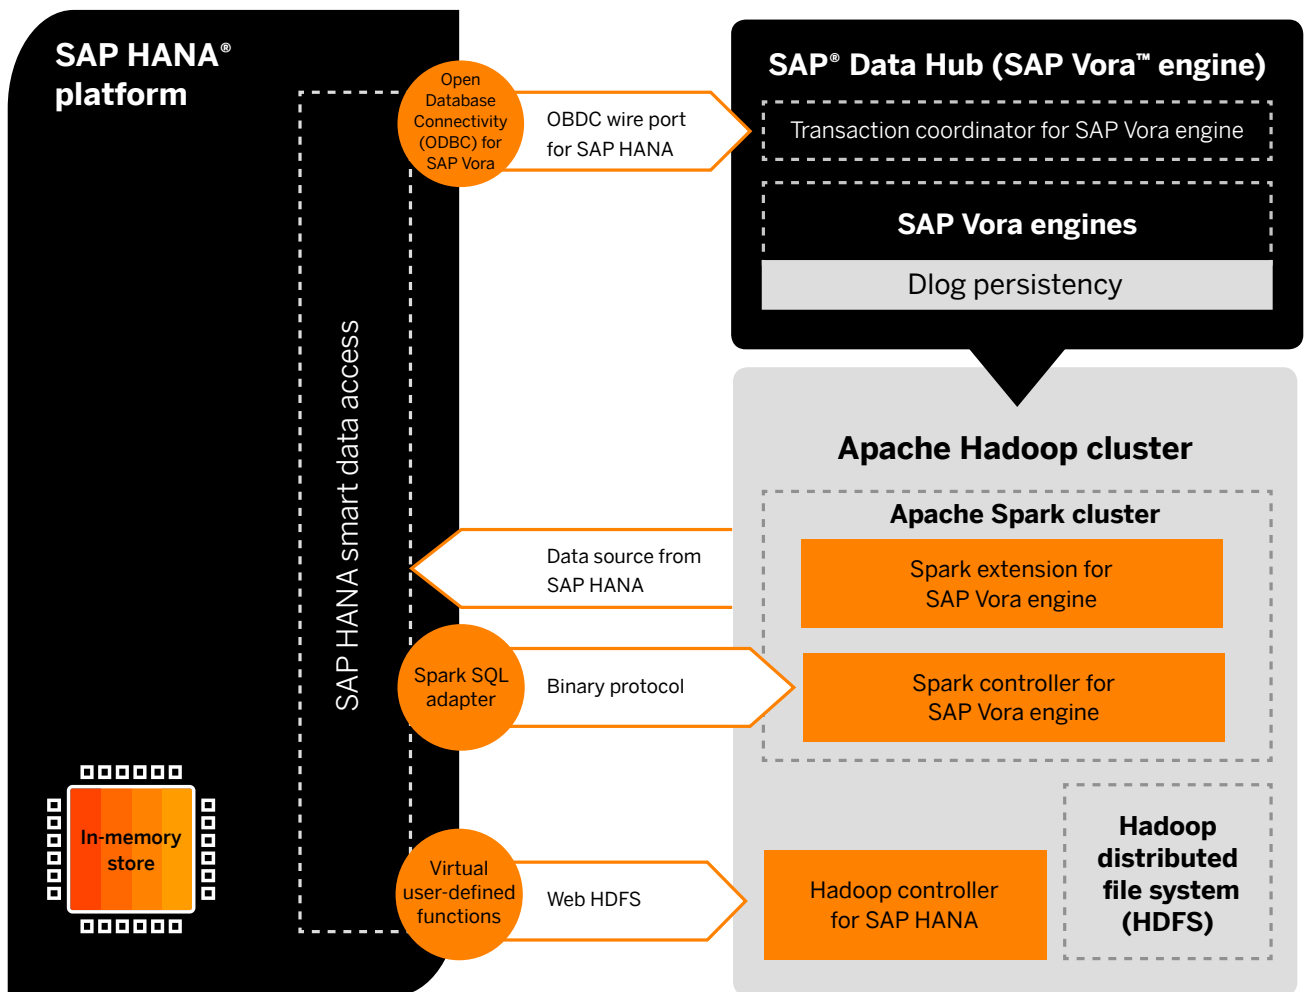 SAP HANA®
platform
SAP HANA smart data access
In-memory
store
Open
Database
Connectivity
(ODBC) for
SAP Vora
OBDC wire port
for SAP HANA
SAP® Data Hub (SAP Vora™ engine)
Transaction coordinator for SAP Vora engine
SAP Vora engines
Dlog persistency
Apache Hadoop cluster
Apache Spark cluster
Data source from
SAP HANA
Spark extension for
SAP Vora engine
Spark SQL
adapter
Binary protocol
Spark controller for
SAP Vora engine
Virtual
user-defined
functions
Web HDFS
Hadoop controller
for SAP HANA
Hadoop
distributed
file system
(HDFS)